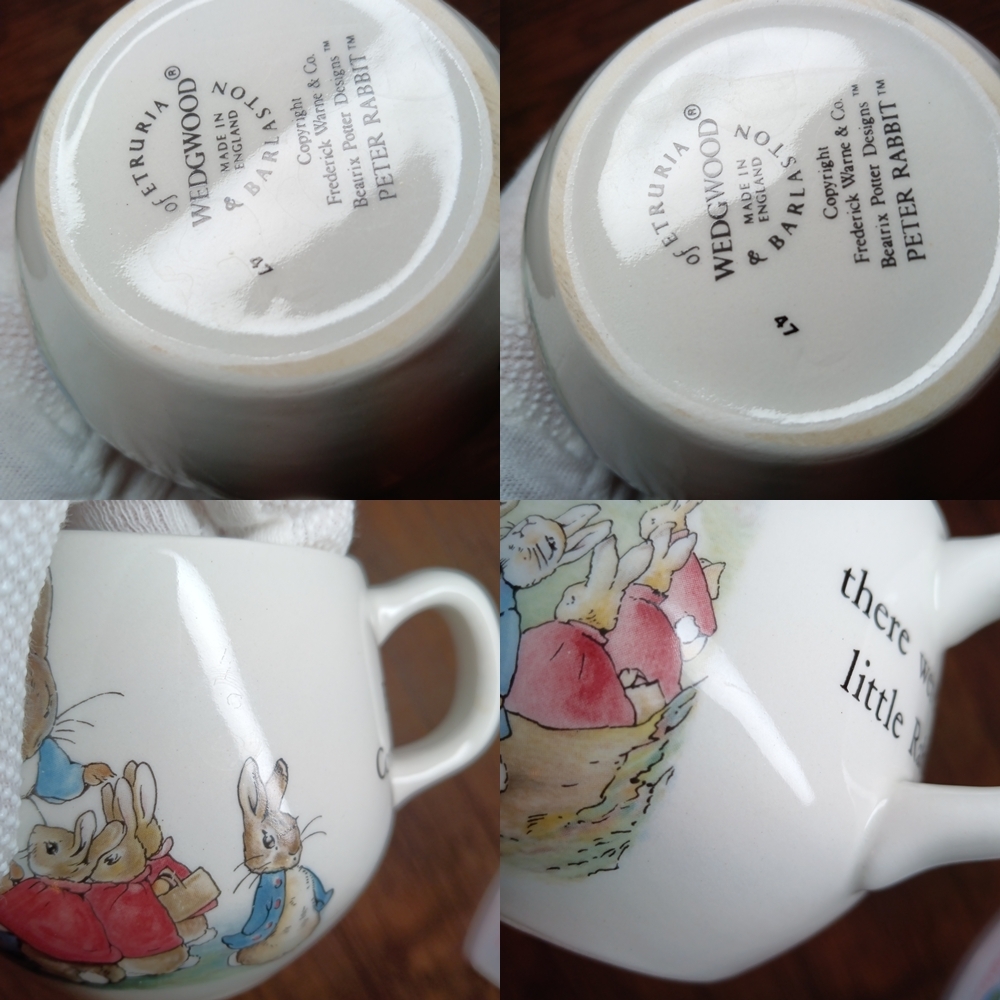 of ETRURIA
WEDGWOOD®
MADE IN
ENGLAND
& BARLASTON
Copyright
Frederick Warne & Co.
Beatrix Potter Designs™
PETER RABBIT™
47
of ETRURIA
WEDGWOOD®
MADE IN
ENGLAND
& BARLASTON
Copyright
Frederick Warne & Co.
Beatrix Potter Designs™
PETER RABBIT™
47
there
little